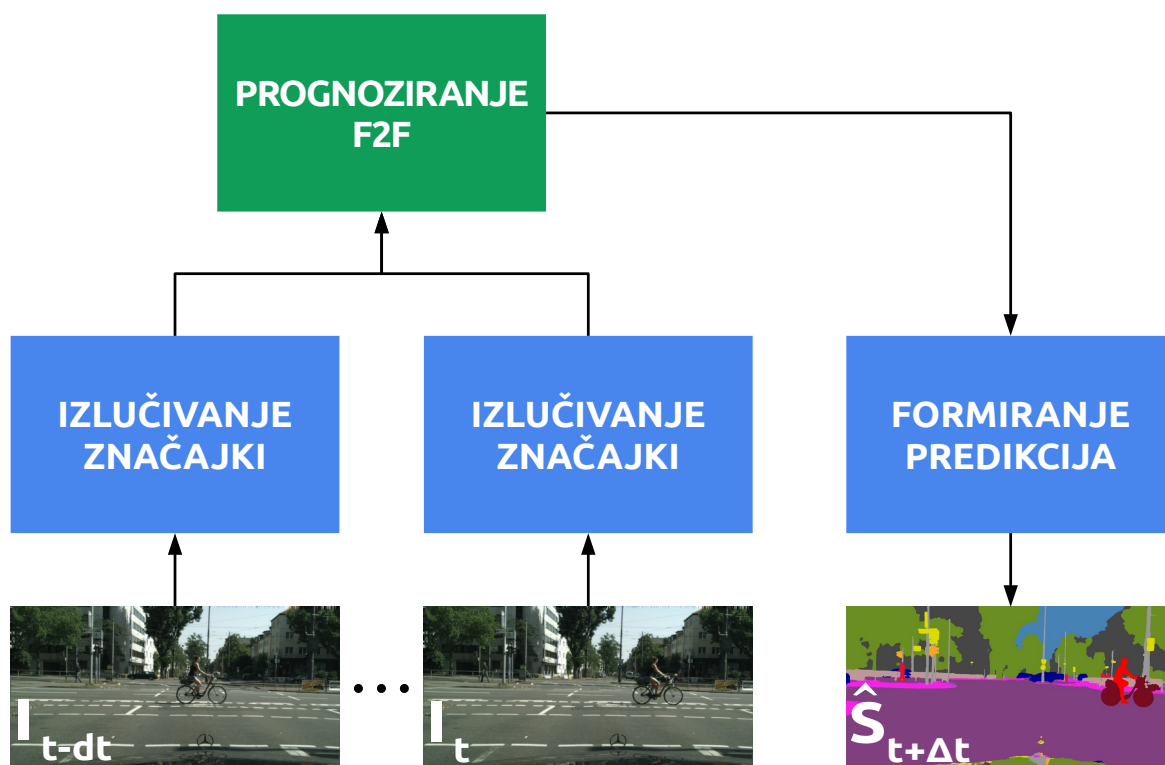 PROGNOZIRANJE
F2F
IZLUČIVANJE
ZNAČAJKI
IZLUČIVANJE
ZNAČAJKI
FORMIRANJE
PREDIKCIJA
I t-dt
...
I t
Ŝ t+Δt